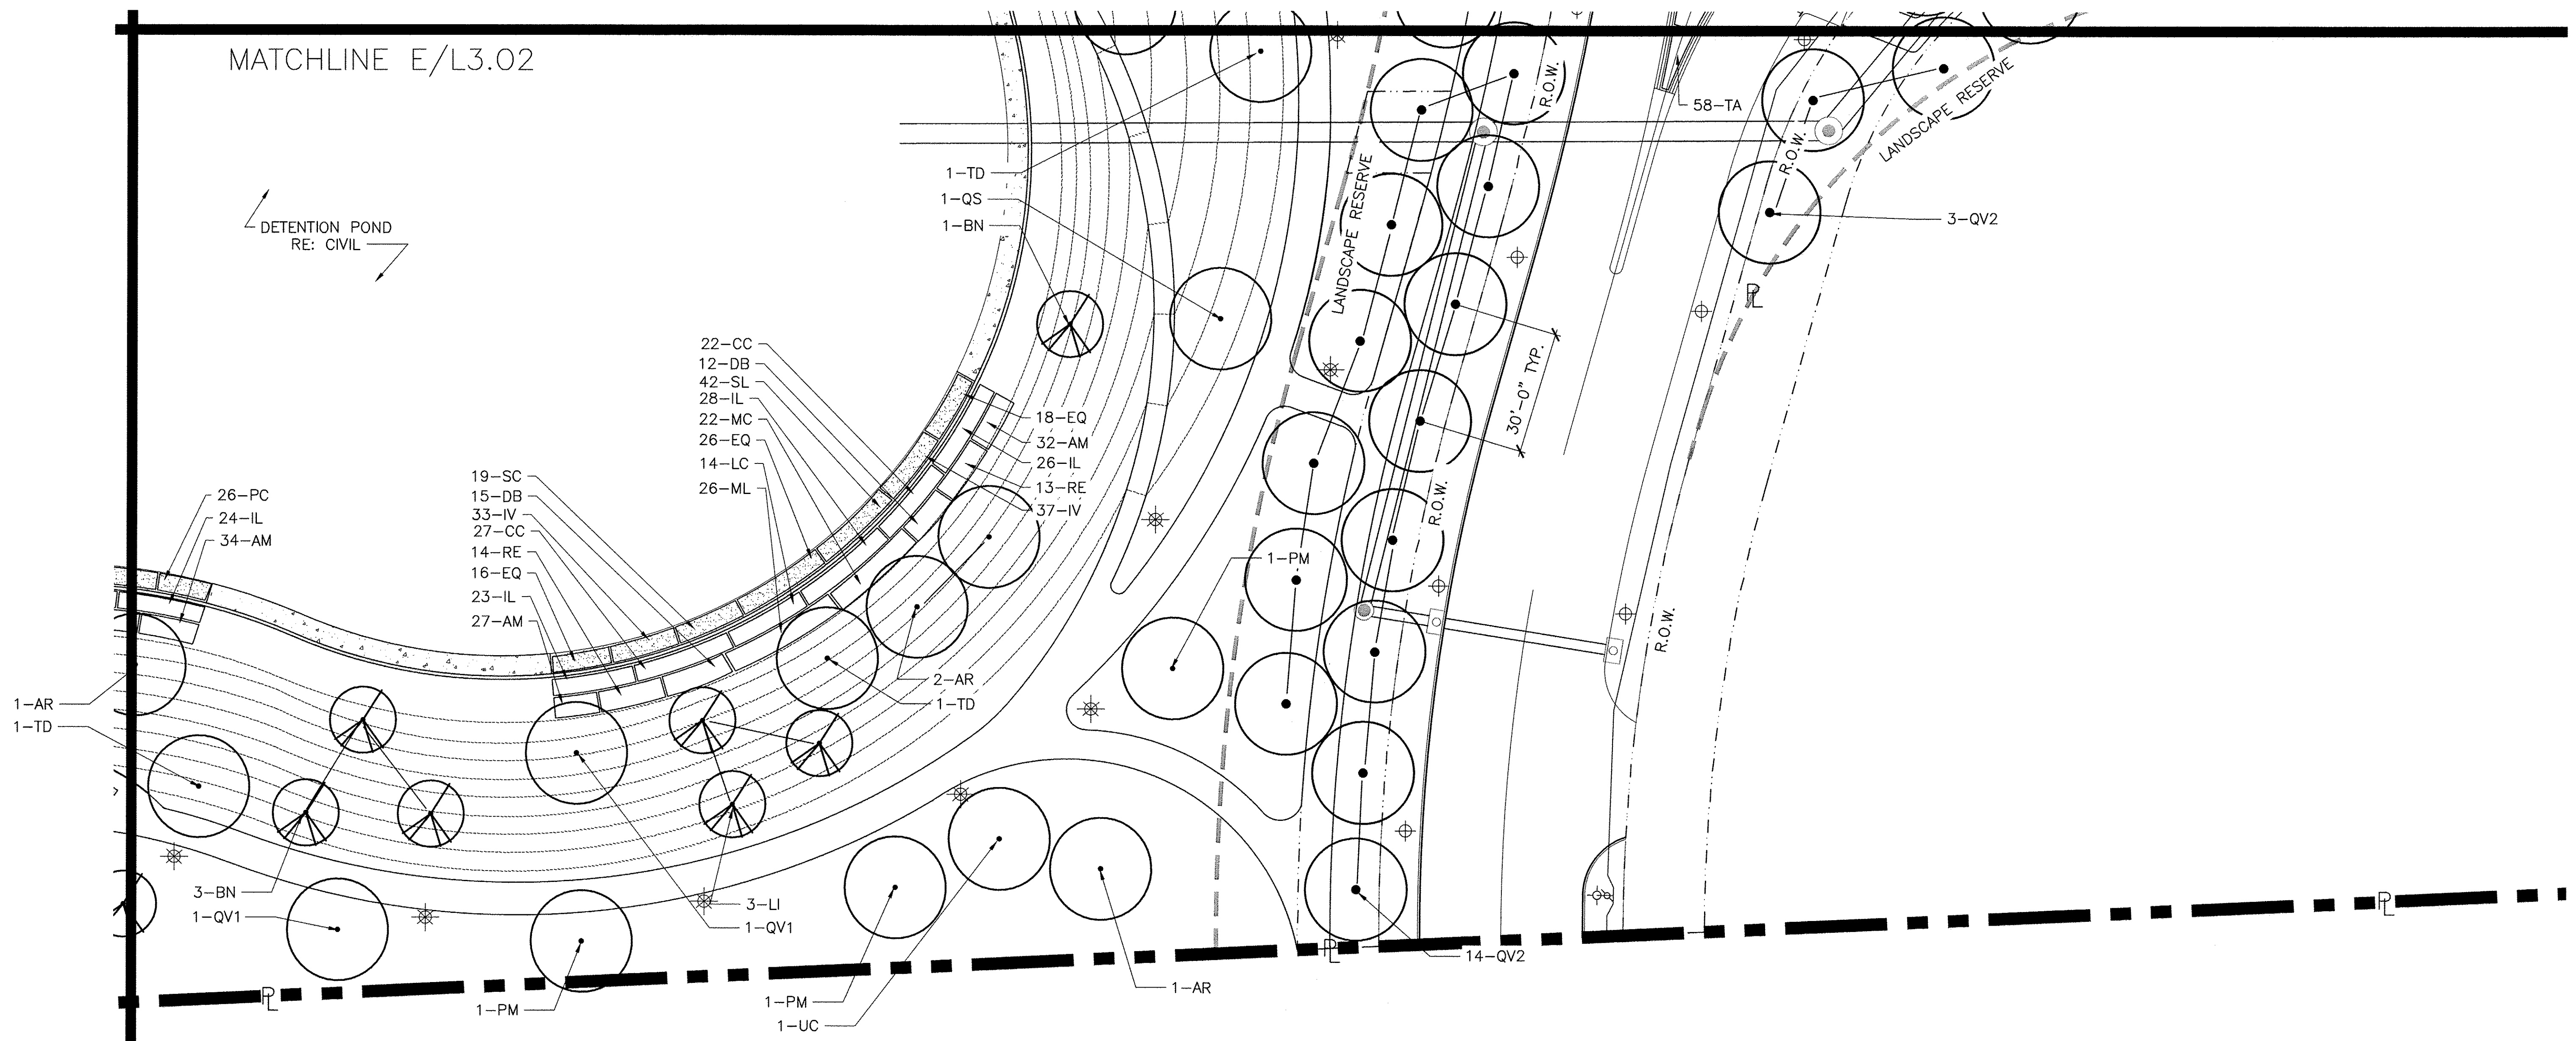 MATCHLINE E/L3.02
58-TA
R.O.W.
LANDSCAPE RESERVE
R.O.W.
LANDSCAPE RESERVE
1-TD
1-QS
1-BN
3-QV2
DETENTION POND
RE: CIVIL
PL
22-CC
12-DB
42-SL
28-IL
22-MC
26-EQ
14-LC
26-ML
18-EQ
32-AM
26-IL
13-RE
37-IV
30'-0" TYP.
R.O.W.
19-SC
15-DB
33-IV
27-CC
14-RE
16-EQ
23-IL
27-AM
26-PC
24-IL
34-AM
1-PM
R.O.W.
2-AR
1-TD
1-AR
1-TD
3-BN
1-QV1
3-LI
1-QV1
PL
14-QV2
PL
1-AR
PL
1-PM
1-PM
1-UC